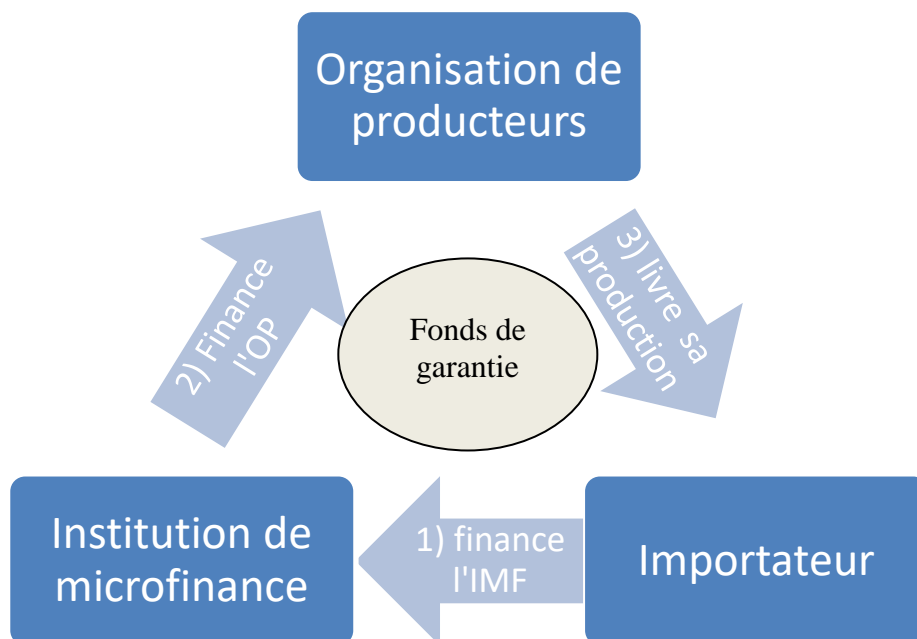 Organisation de
producteurs
2) Finance
l'OP
3) livre sa
production
Fonds de
garantie
Institution de
microfinance
1) finance
l'IMF
Importateur